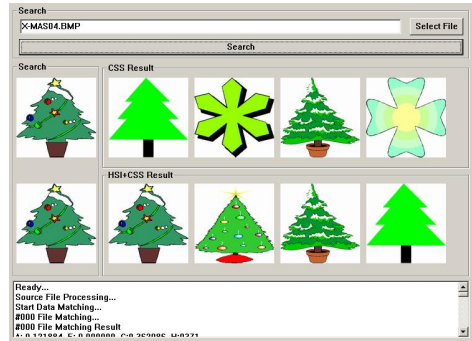 Search
X-MAS04.BMP
Select File
Search
Search
CSS Result
HSI+CSS Result
Ready...
Source File Processing...
Start Data Matching...
#000 File Matching...
#000 File Matching Result